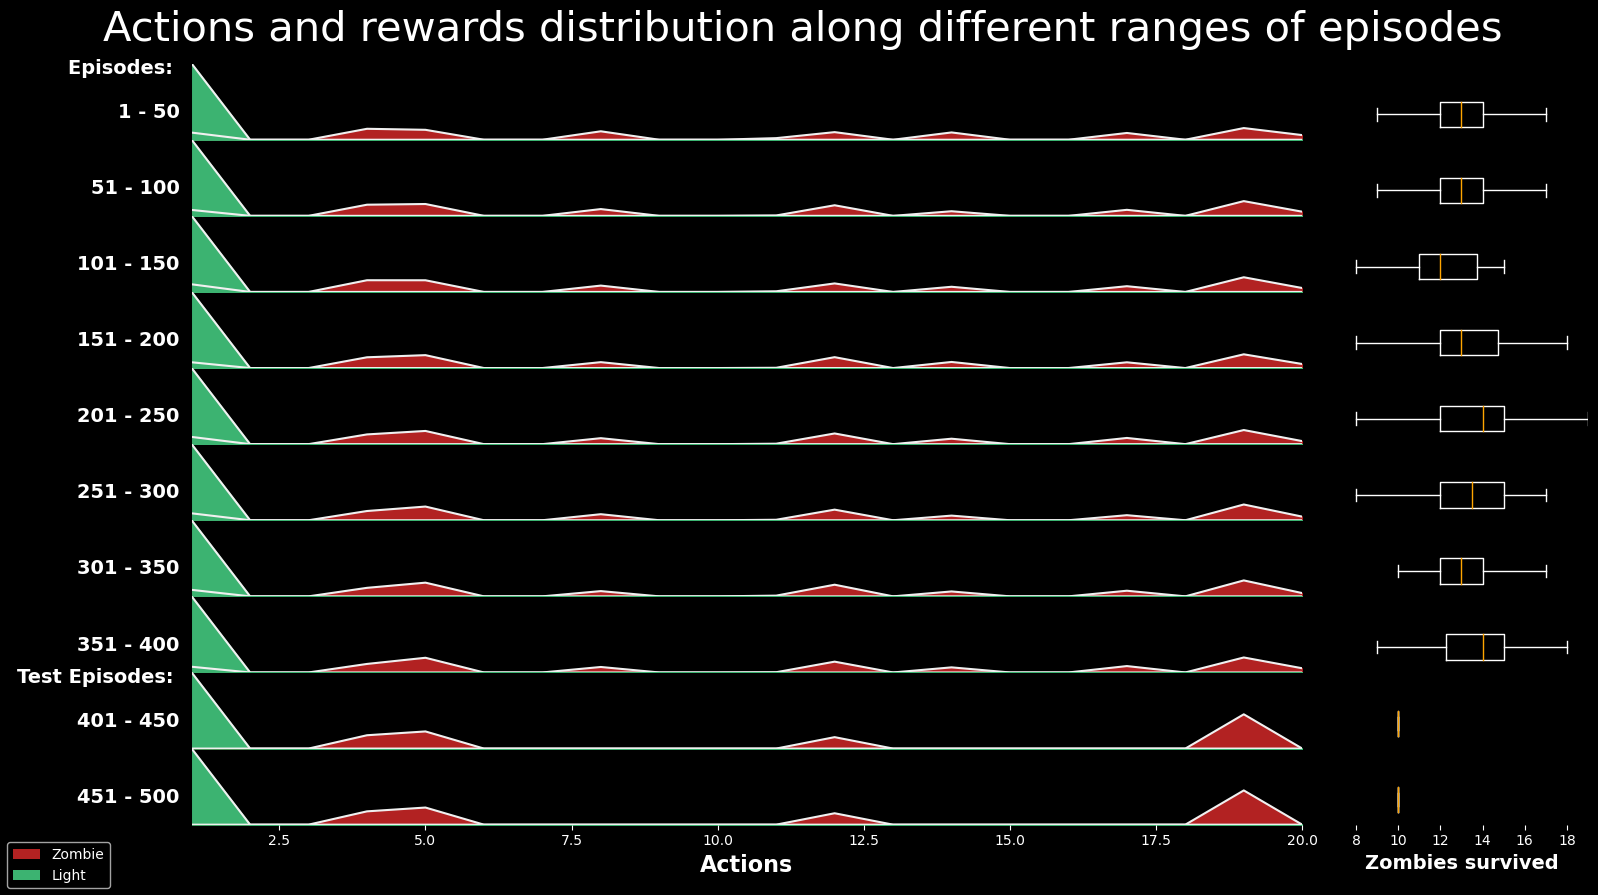 Actions and rewards distribution along different ranges of episodes
Episodes:
1 - 50
51 - 100
101 - 150
151 - 200
201 - 250
251 - 300
301 - 350
351 - 400
Test Episodes:
401 - 450
451 - 500
2.5 5.0 7.5 10.0 12.5 15.0 17.5 20.0
8 10 12 14 16 18
Actions
Zombies survived
Zombie
Light